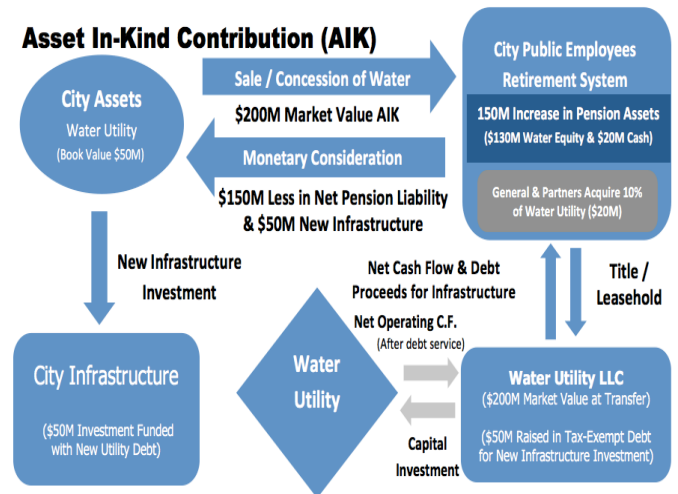 Asset In-Kind Contribution (AIK)
City Assets
Water Utility
(Book Value $50M)
Sale / Concession of Water
$200M Market Value AIK
Monetary Consideration
$150M Less in Net Pension Liability
& $50M New Infrastructure
City Public Employees
Retirement System
150M Increase in Pension Assets
($130M Water Equity & $20M Cash)
General & Partners Acquire 10%
of Water Utility ($20M)
New Infrastructure
Investment
Net Cash Flow & Debt
Proceeds for Infrastructure
Title /
Leasehold
City Infrastructure
($50M Investment Funded
with New Utility Debt)
Water
Utility
Net Operating C.F.
(After debt service)
Capital
Investment
Water Utility LLC
($200M Market Value at Transfer)
($50M Raised in Tax-Exempt Debt
for New Infrastructure Investment)